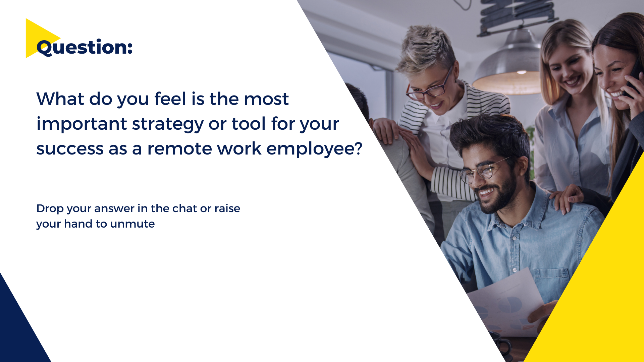 Question:
What do you feel is the most
important strategy or tool for your
success as a remote work employee?
Drop your answer in the chat or raise
your hand to unmute